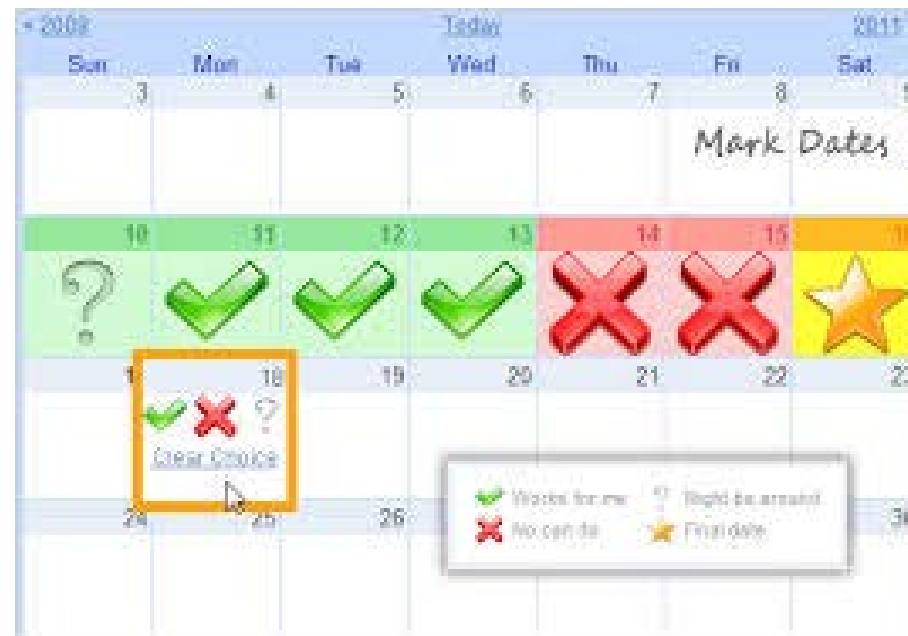 « 2009 Today 2011
Sun Mon Tue Wed Thu Fri Sat
3 4 5 6 7 8
Mark Dates
10 11 12 13 14 15
18 19 20 21 22
Clear Choice
24 25 26
Works for me Might be around
No can do Final date